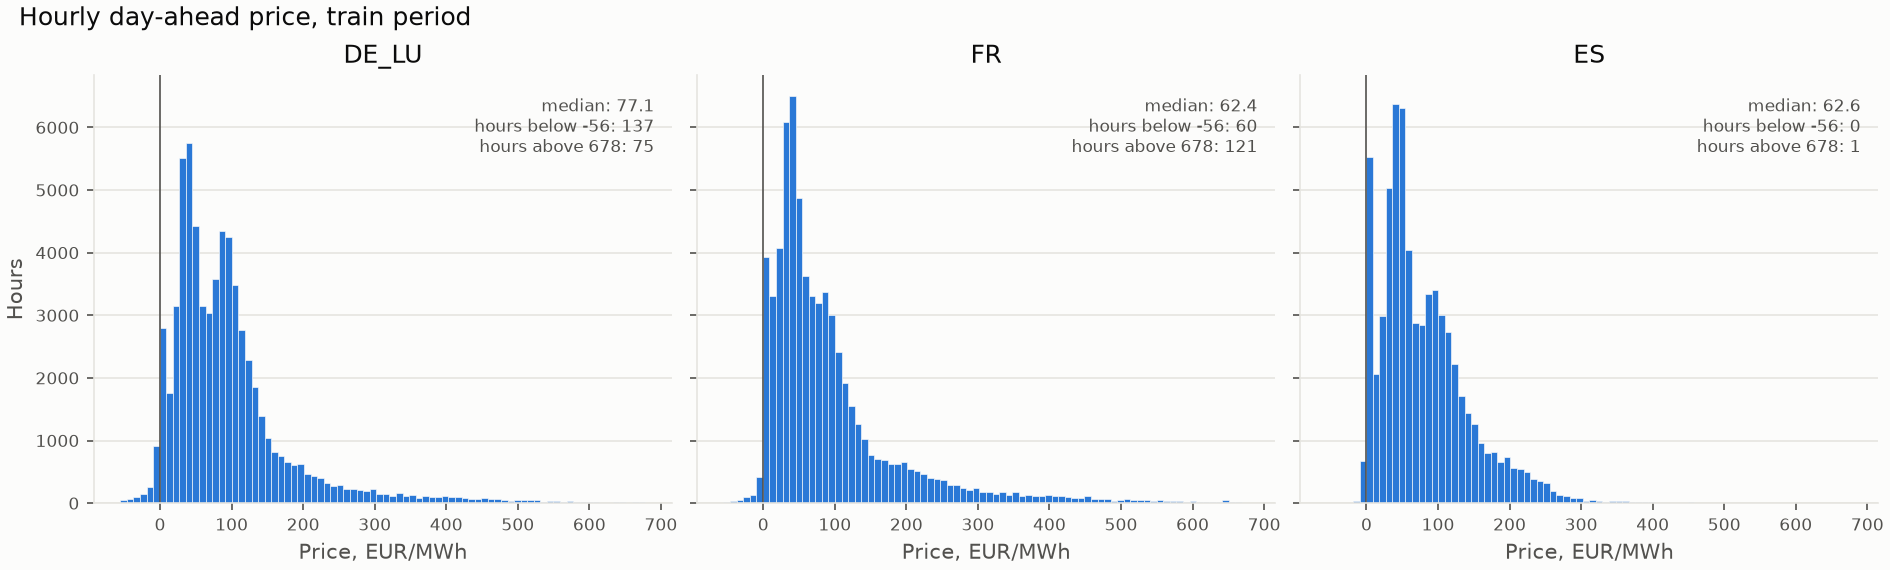 Hourly day-ahead price, train period
DE_LU
FR
ES
median: 77.1
hours below -56: 137
hours above 678: 75
median: 62.4
hours below -56: 60
hours above 678: 121
median: 62.6
hours below -56: 0
hours above 678: 1
Hours
6000
5000
4000
3000
2000
1000
0
0 100 200 300 400 500 600 700
0 100 200 300 400 500 600 700
0 100 200 300 400 500 600 700
Price, EUR/MWh
Price, EUR/MWh
Price, EUR/MWh